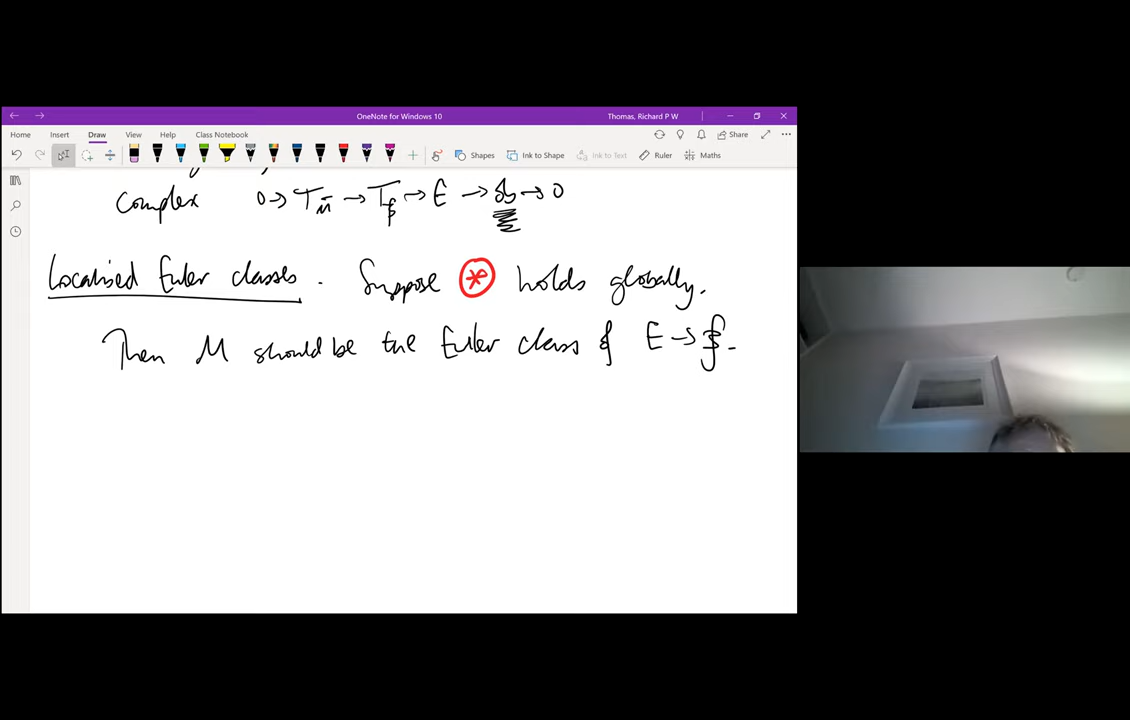 OneNote for Windows 10
Thomas, Richard P W
Home Insert Draw View Help Class Notebook
Share
Shapes Ink to Shape Ink to Text Ruler Maths
complex 0 → T_M → T_A → E → Ob → 0
Localised Euler classes. Suppose ⊛ holds globally.
Then M should be the Euler class of E → A.